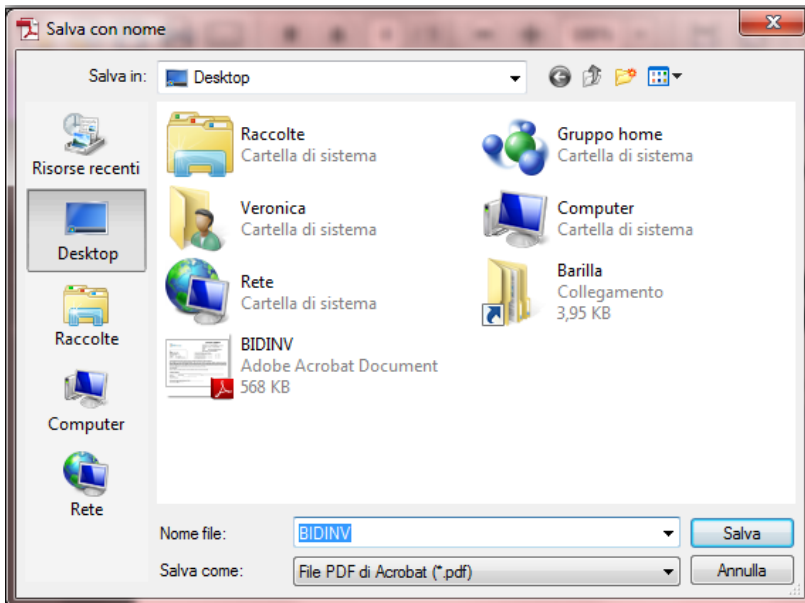 Salva con nome
Salva in:
Desktop
Risorse recenti
Desktop
Raccolte
Computer
Rete
Raccolte
Cartella di sistema
Gruppo home
Cartella di sistema
Veronica
Cartella di sistema
Computer
Cartella di sistema
Rete
Cartella di sistema
Barilla
Collegamento
3,95 KB
BIDINV
Adobe Acrobat Document
568 KB
Nome file:
BIDINV
Salva
Salva come:
File PDF di Acrobat (*.pdf)
Annulla